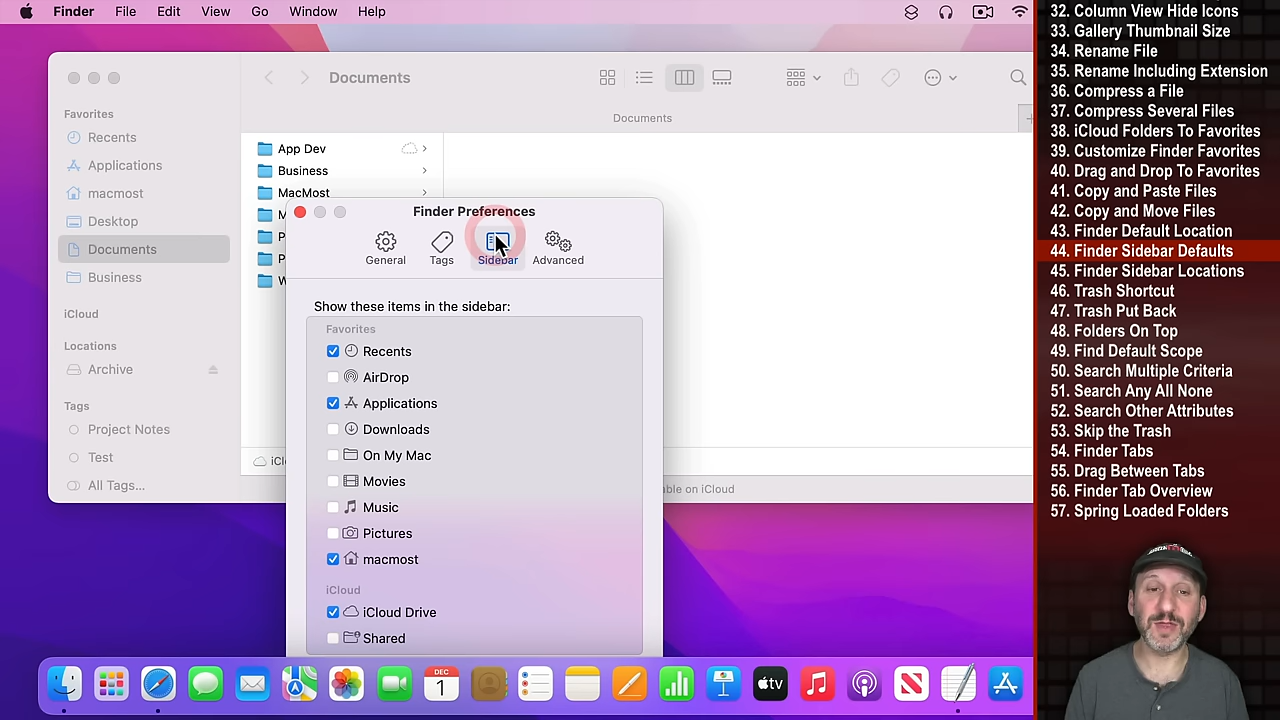 Finder File Edit View Go Window Help
Documents
Documents
Favorites
Recents
Applications
macmost
Desktop
Documents
Business
iCloud
Locations
Archive
Tags
Project Notes
Test
All Tags...
App Dev
Business
MacMost
M
P
P
W
iCl
able on iCloud
Finder Preferences
General
Tags
Sidebar
Advanced
Show these items in the sidebar:
Favorites
Recents
AirDrop
Applications
Downloads
On My Mac
Movies
Music
Pictures
macmost
iCloud
iCloud Drive
Shared
DEC
1
tv
32. Column View Hide Icons
33. Gallery Thumbnail Size
34. Rename File
35. Rename Including Extension
36. Compress a File
37. Compress Several Files
38. iCloud Folders To Favorites
39. Customize Finder Favorites
40. Drag and Drop To Favorites
41. Copy and Paste Files
42. Copy and Move Files
43. Finder Default Location
44. Finder Sidebar Defaults
45. Finder Sidebar Locations
46. Trash Shortcut
47. Trash Put Back
48. Folders On Top
49. Find Default Scope
50. Search Multiple Criteria
51. Search Any All None
52. Search Other Attributes
53. Skip the Trash
54. Finder Tabs
55. Drag Between Tabs
56. Finder Tab Overview
57. Spring Loaded Folders